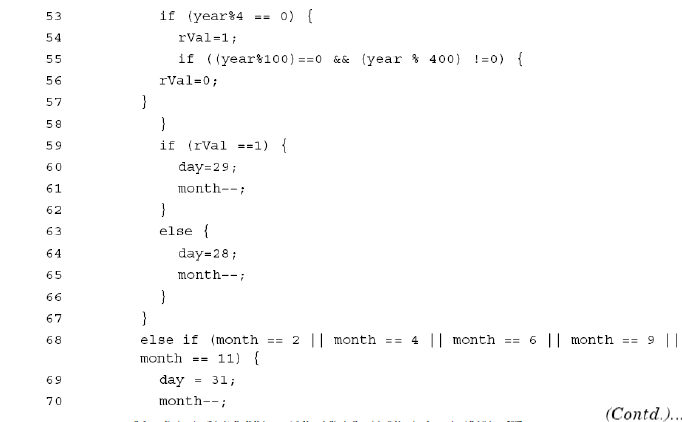 53 if (year%4 == 0) {
54 rVal=1;
55 if ((year%100)==0 && (year % 400) !=0) {
56 rVal=0;
57 }
58 }
59 if (rVal ==1) {
60 day=29;
61 month--;
62 }
63 else {
64 day=28;
65 month--;
66 }
67 }
68 else if (month == 2 || month == 4 || month == 6 || month == 9 ||
month == 11) {
69 day = 31;
70 month--;
(Contd.)...